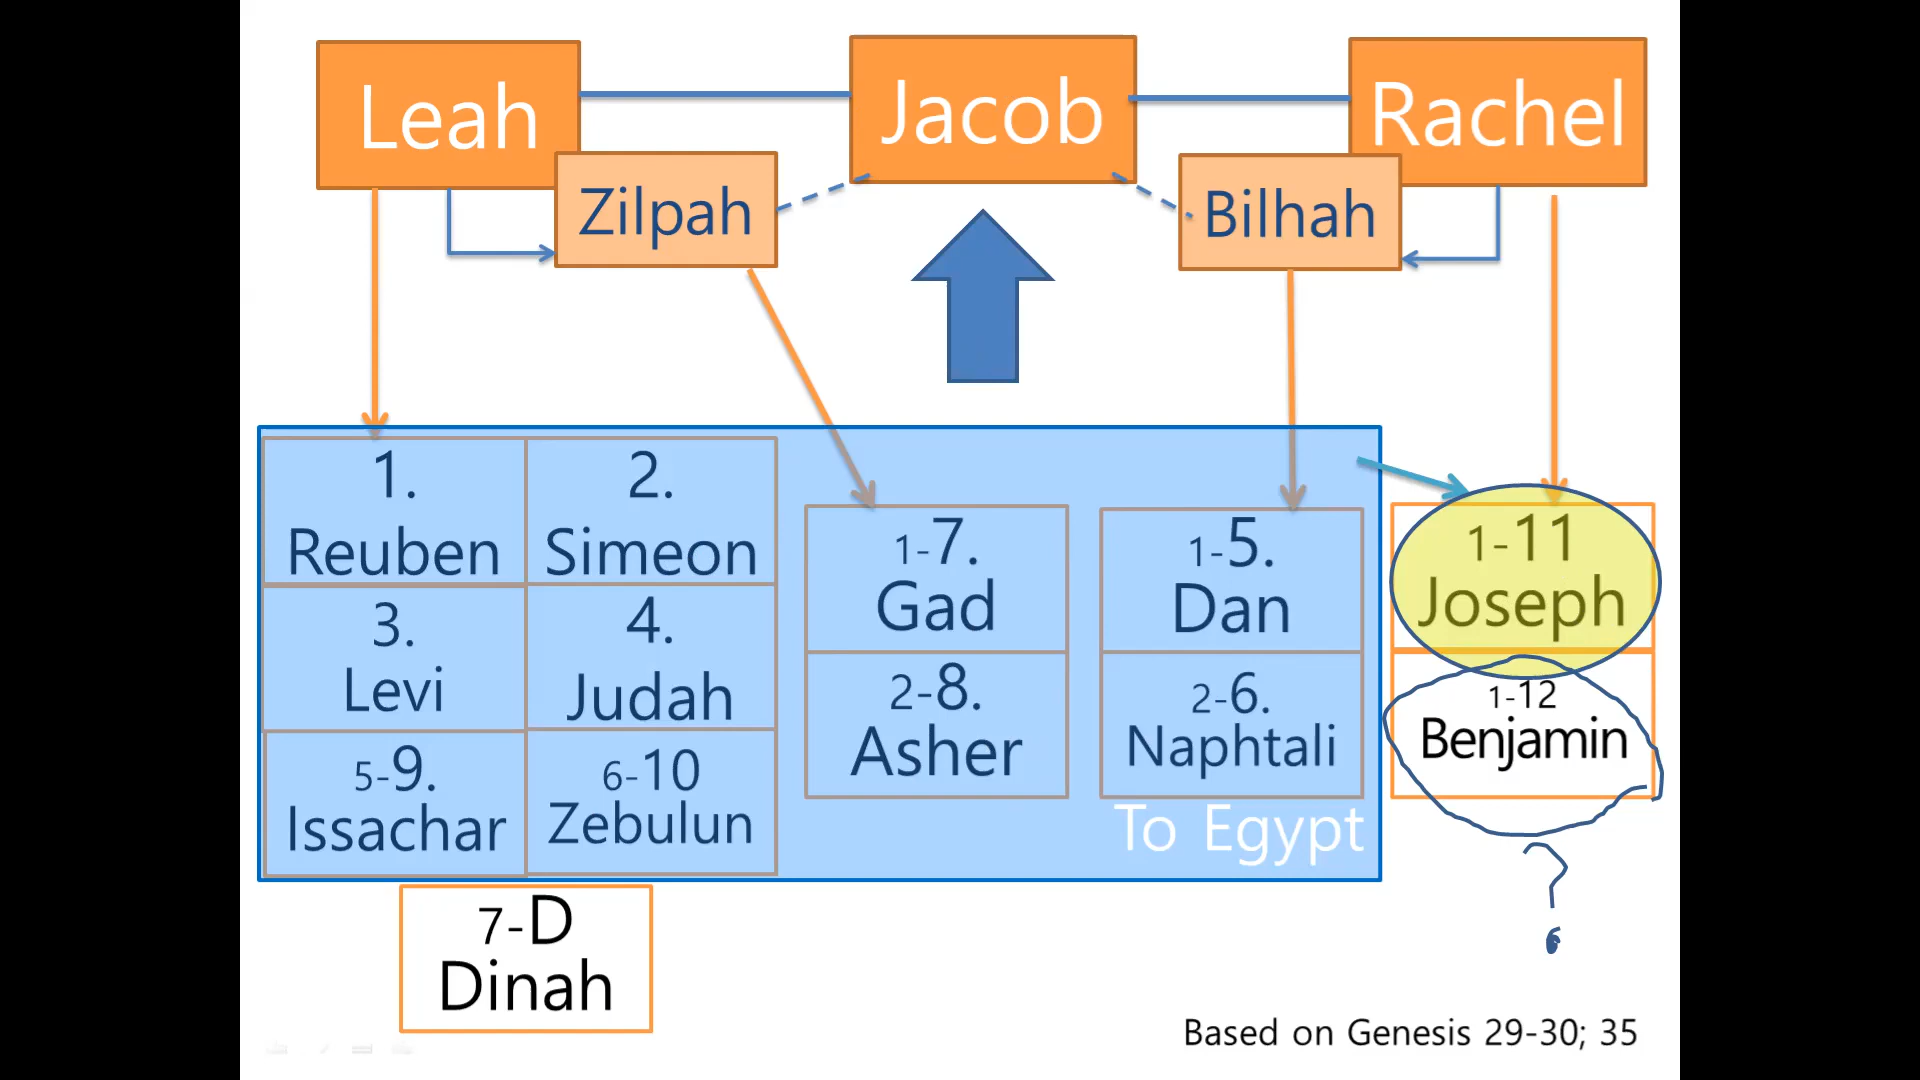 Leah
Jacob
Rachel
Zilpah
Bilhah
1.
Reuben
2.
Simeon
3.
Levi
4.
Judah
5-9.
Issachar
6-10
Zebulun
7-D
Dinah
1-7.
Gad
2-8.
Asher
1-5.
Dan
2-6.
Naphtali
To Egypt
1-11
Joseph
1-12
Benjamin
?
Based on Genesis 29-30; 35